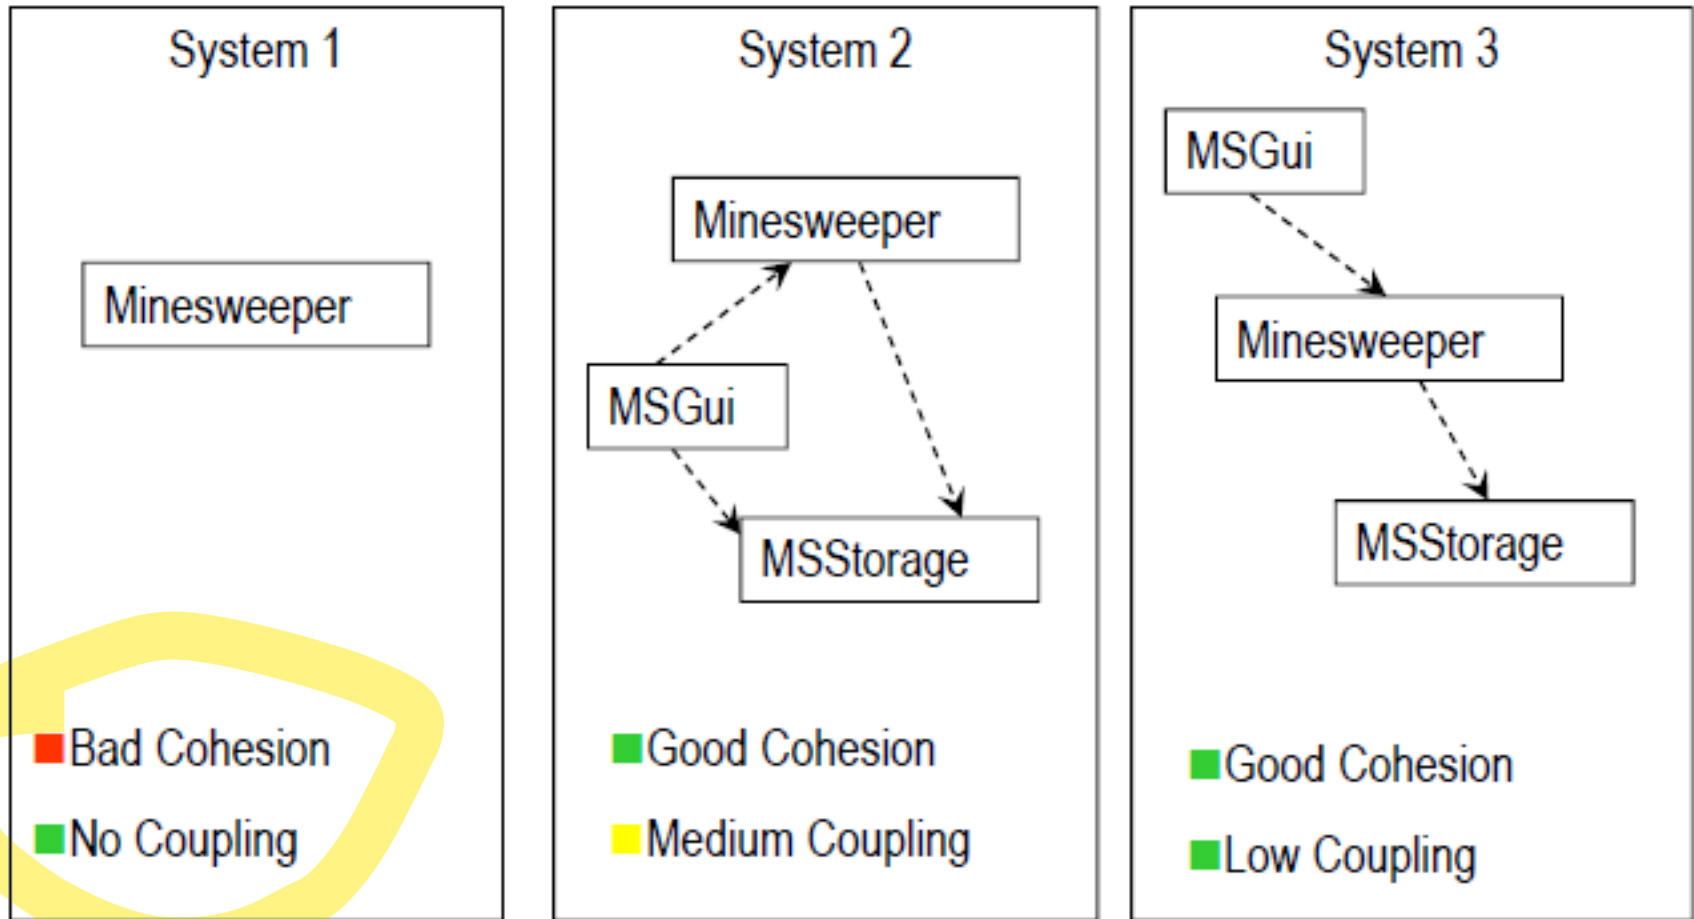 System 1
Minesweeper
Bad Cohesion
No Coupling
System 2
Minesweeper
MSGui
MSStorage
Good Cohesion
Medium Coupling
System 3
MSGui
Minesweeper
MSStorage
Good Cohesion
Low Coupling